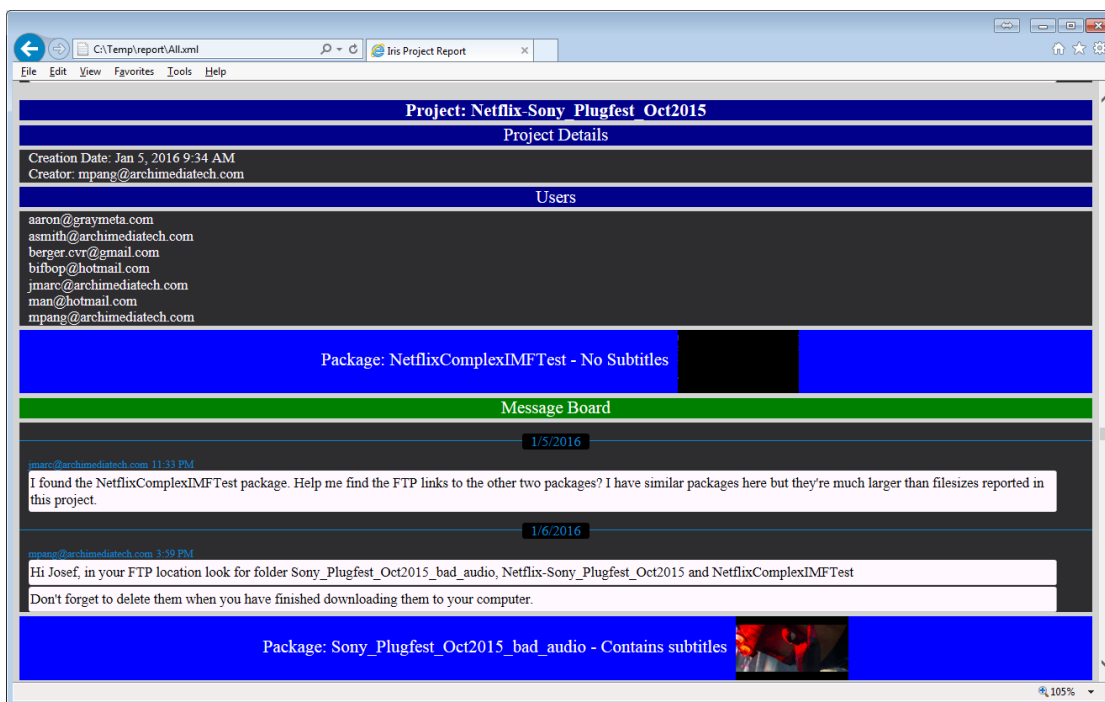 C:\Temp\report\All.xml
Iris Project Report
File Edit View Favorites Tools Help
Project: Netflix-Sony_Plugfest_Oct2015
Project Details
Creation Date: Jan 5, 2016 9:34 AM
Creator: mpang@archimediatech.com
Users
aaron@graymeta.com
asmith@archimediatech.com
berger.cvr@gmail.com
bifbop@hotmail.com
jmarc@archimediatech.com
man@hotmail.com
mpang@archimediatech.com
Package: NetflixComplexIMFTest - No Subtitles
Message Board
1/5/2016
jmarc@archimediatech.com 11:33 PM
I found the NetflixComplexIMFTest package. Help me find the FTP links to the other two packages? I have similar packages here but they're much larger than filesizes reported in
this project.
1/6/2016
mpang@archimediatech.com 3:59 PM
Hi Josef, in your FTP location look for folder Sony_Plugfest_Oct2015_bad_audio, Netflix-Sony_Plugfest_Oct2015 and NetflixComplexIMFTest
Don't forget to delete them when you have finished downloading them to your computer.
Package: Sony_Plugfest_Oct2015_bad_audio - Contains subtitles
105%